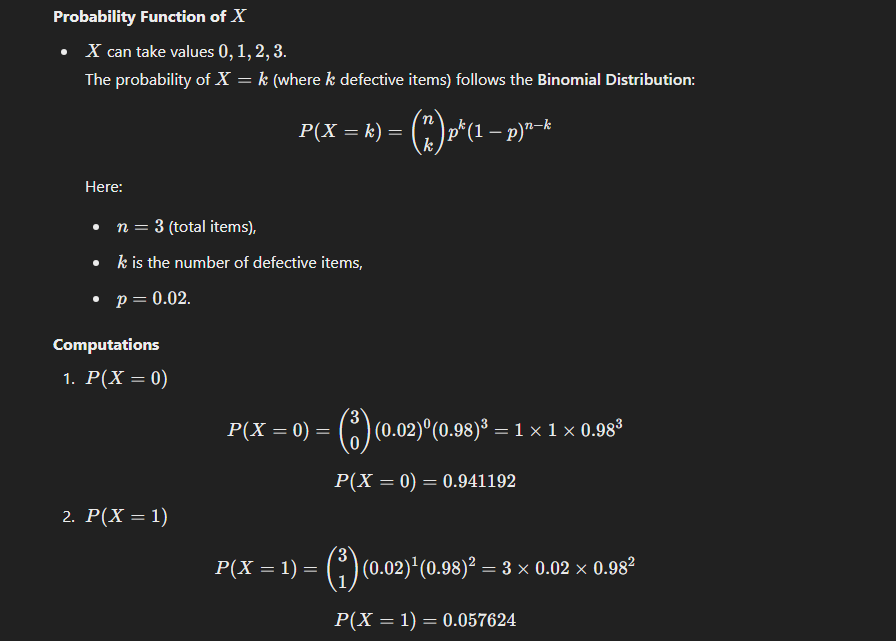 Probability Function of X
• X can take values 0, 1, 2, 3.
The probability of X = k (where k defective items) follows the Binomial Distribution:
P(X = k) = \binom{n}{k} p^k (1 − p)^{n−k}
Here:
• n = 3 (total items),
• k is the number of defective items,
• p = 0.02.
Computations
1. P(X = 0)
P(X = 0) = \binom{3}{0} (0.02)^0 (0.98)^3 = 1 × 1 × 0.98^3
P(X = 0) = 0.941192
2. P(X = 1)
P(X = 1) = \binom{3}{1} (0.02)^1 (0.98)^2 = 3 × 0.02 × 0.98^2
P(X = 1) = 0.057624